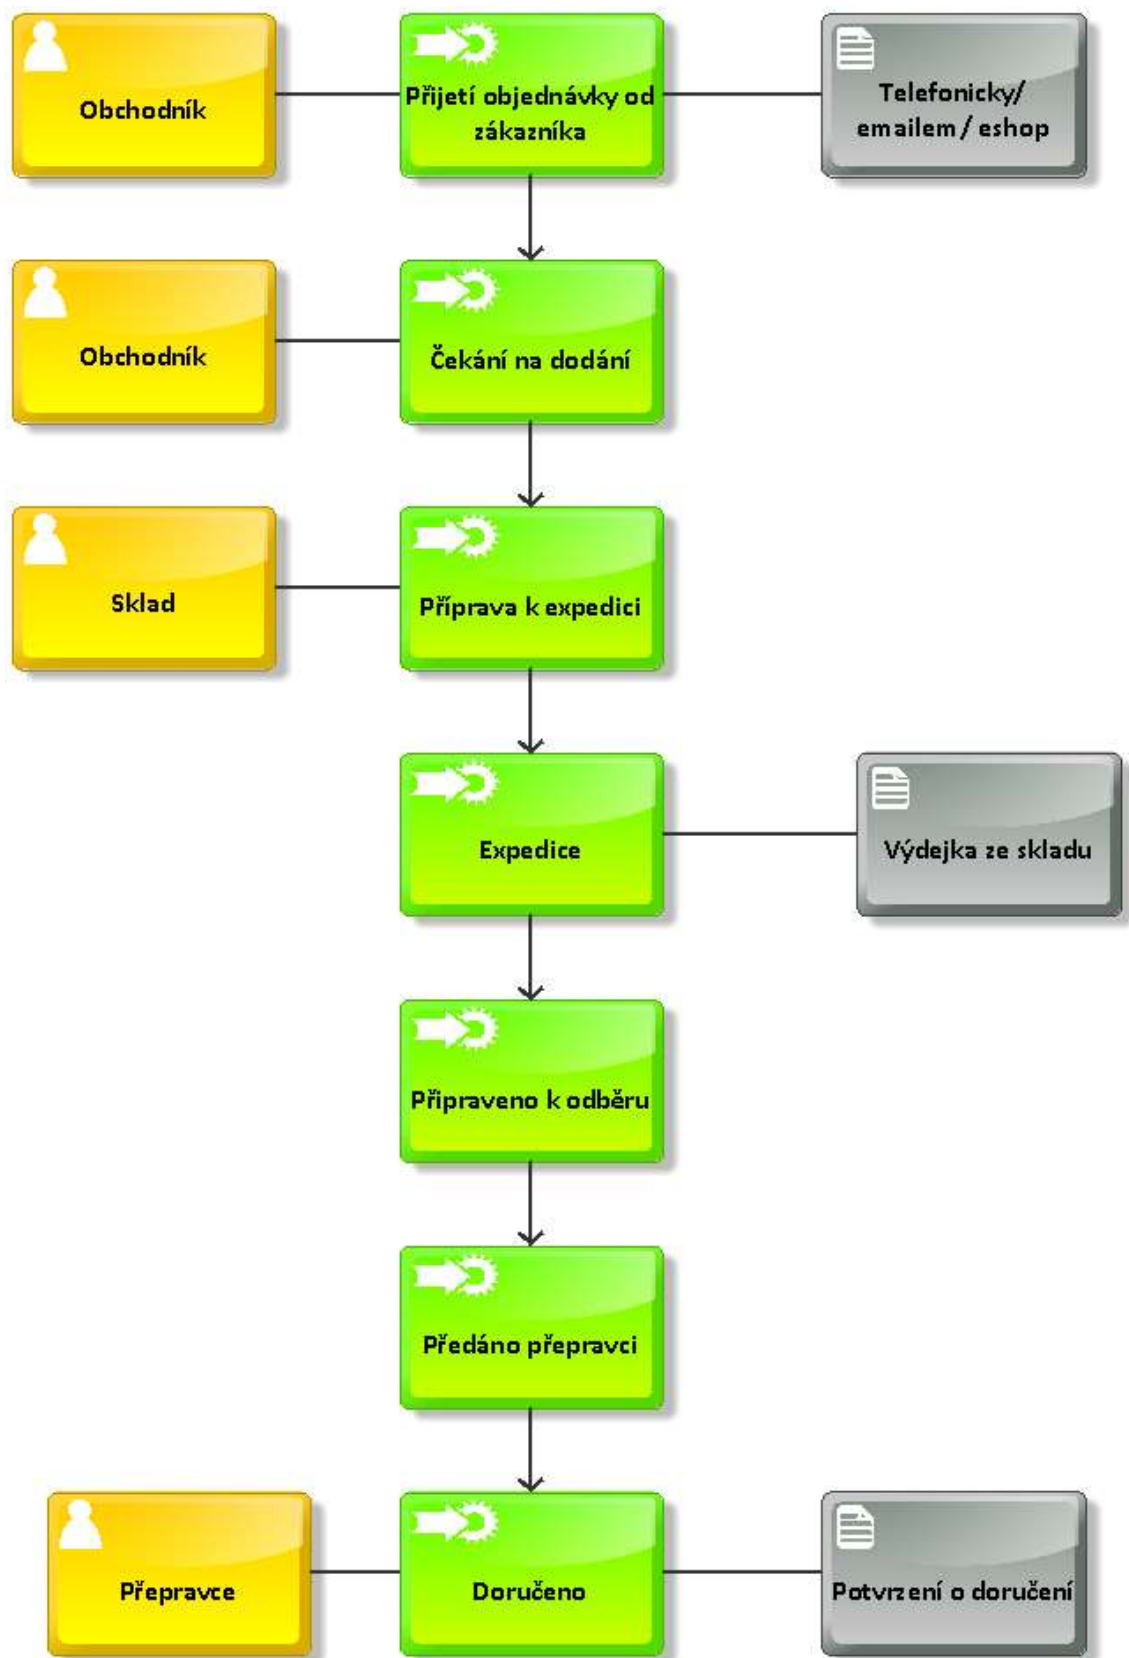 Obchodník
Přijetí objednávky od
zákazníka
Telefonicky/
emailem / eshop
Obchodník
Čekání na dodání
Sklad
Příprava k expedici
Expedice
Výdejka ze skladu
Připraveno k odběru
Předáno přepravci
Přepravce
Doručeno
Potvrzení o doručení